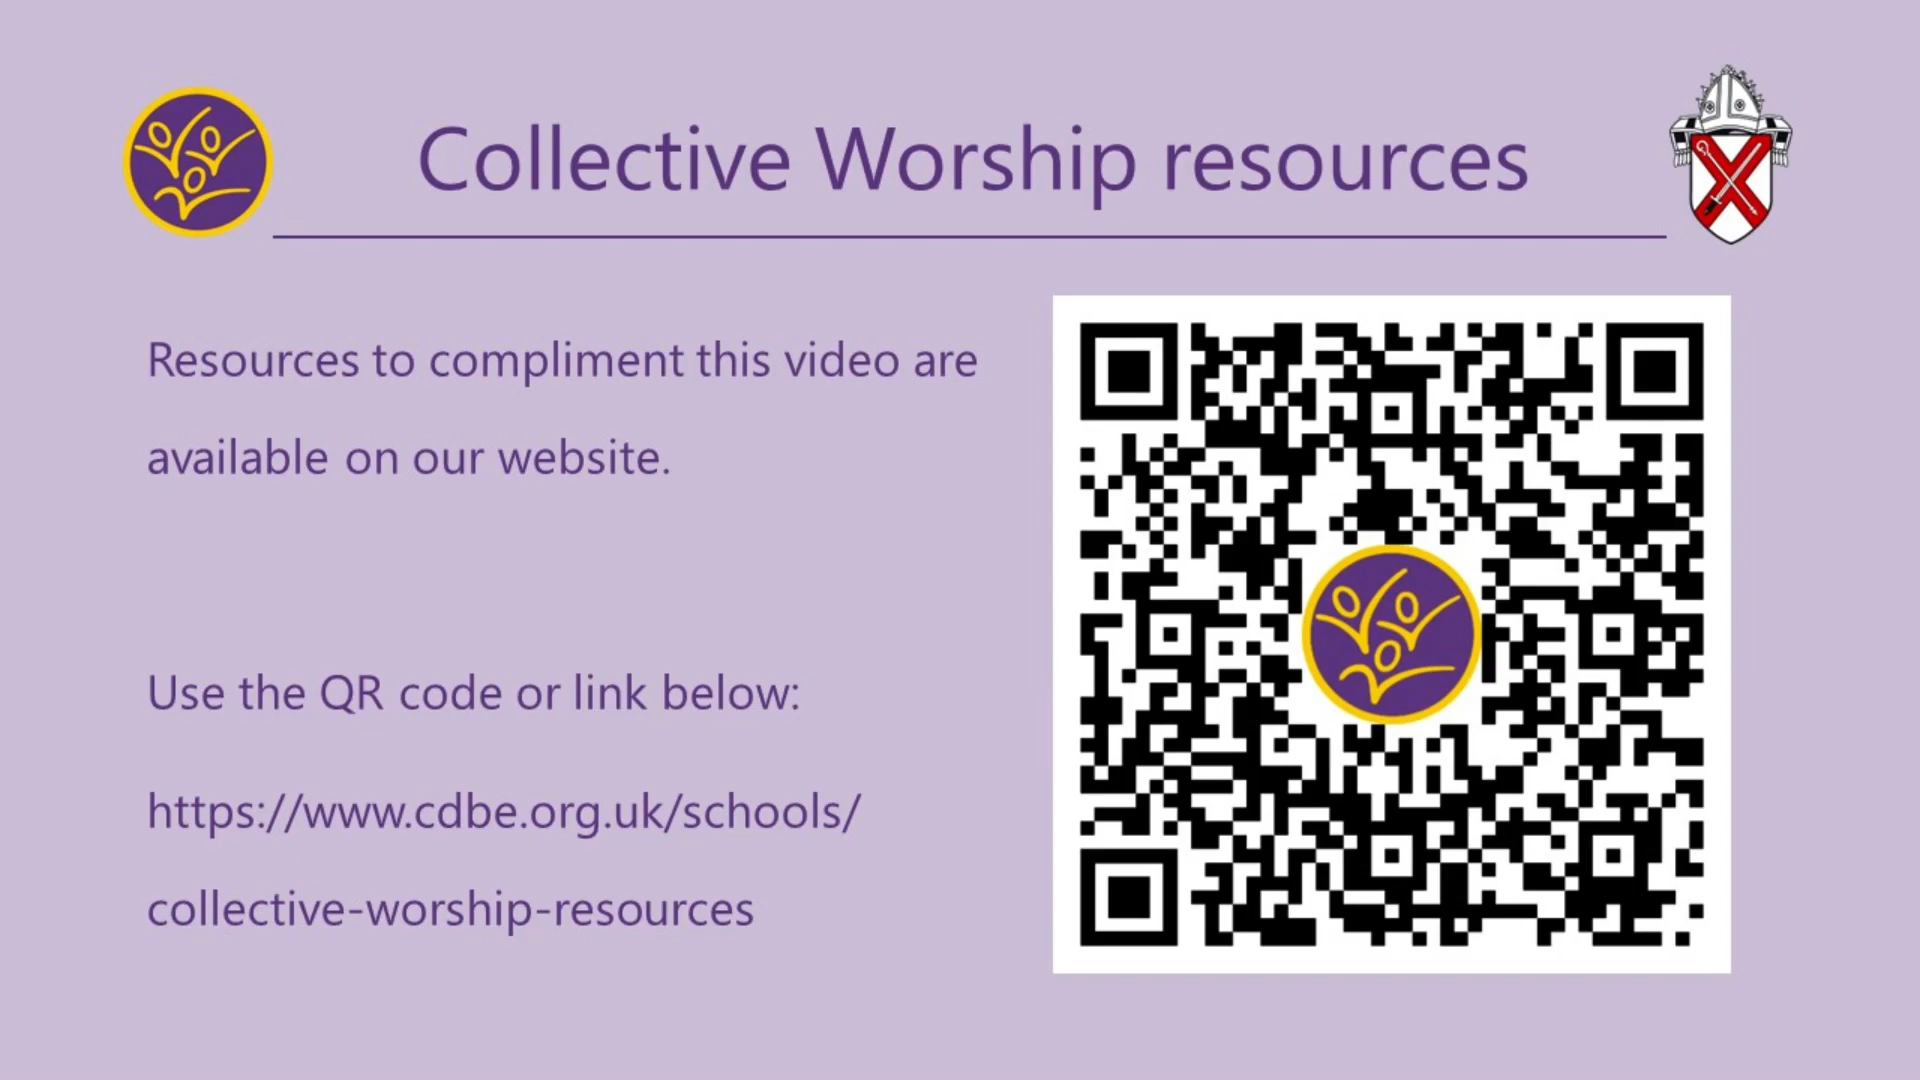 Collective Worship resources
Resources to compliment this video are
available on our website.
Use the QR code or link below:
https://www.cdbe.org.uk/schools/
collective-worship-resources